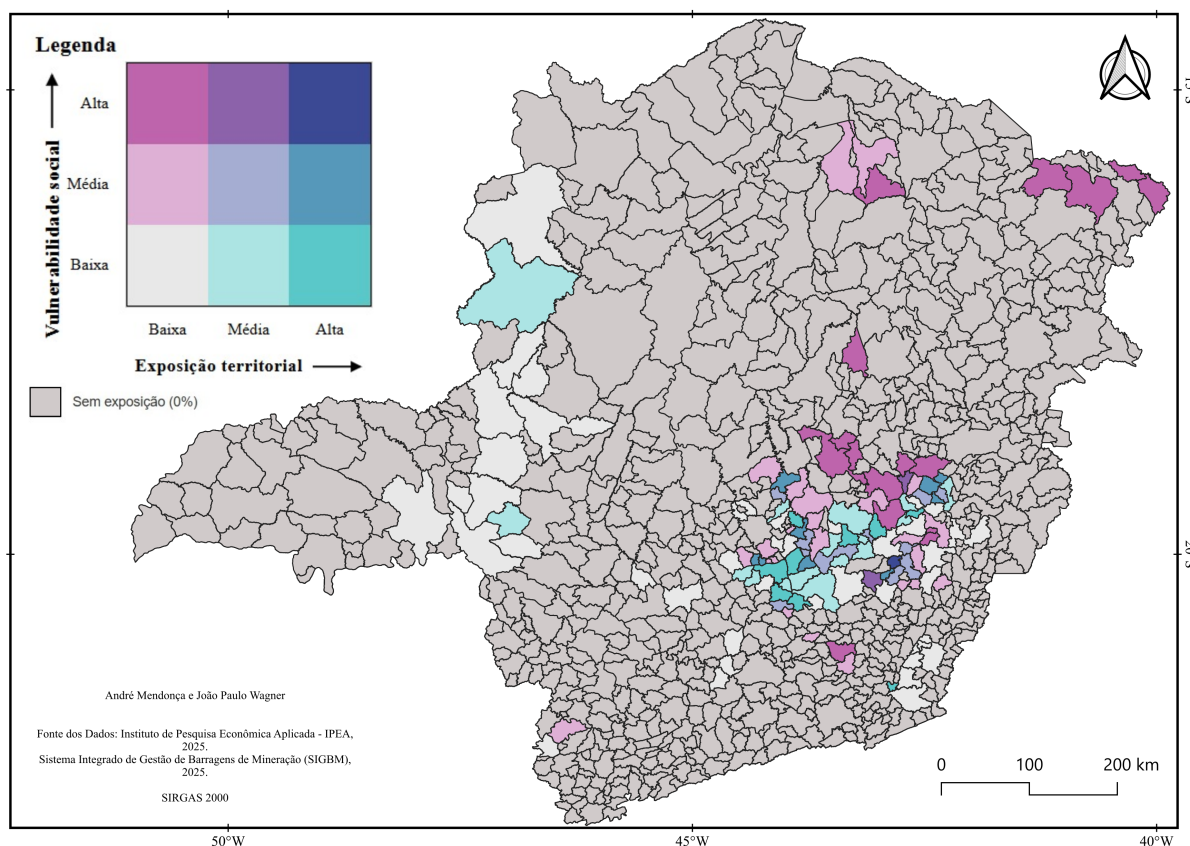 Legenda
Vulnerabilidade social
Alta
Média
Baixa
Baixa
Média
Alta
Exposição territorial
Sem exposição (0%)
André Mendonça e João Paulo Wagner
Fonte dos Dados: Instituto de Pesquisa Econômica Aplicada - IPEA,
2025.
Sistema Integrado de Gestão de Barragens de Mineração (SIGBM),
2025.
SIRGAS 2000
0
100
200 km
50°W
45°W
40°W